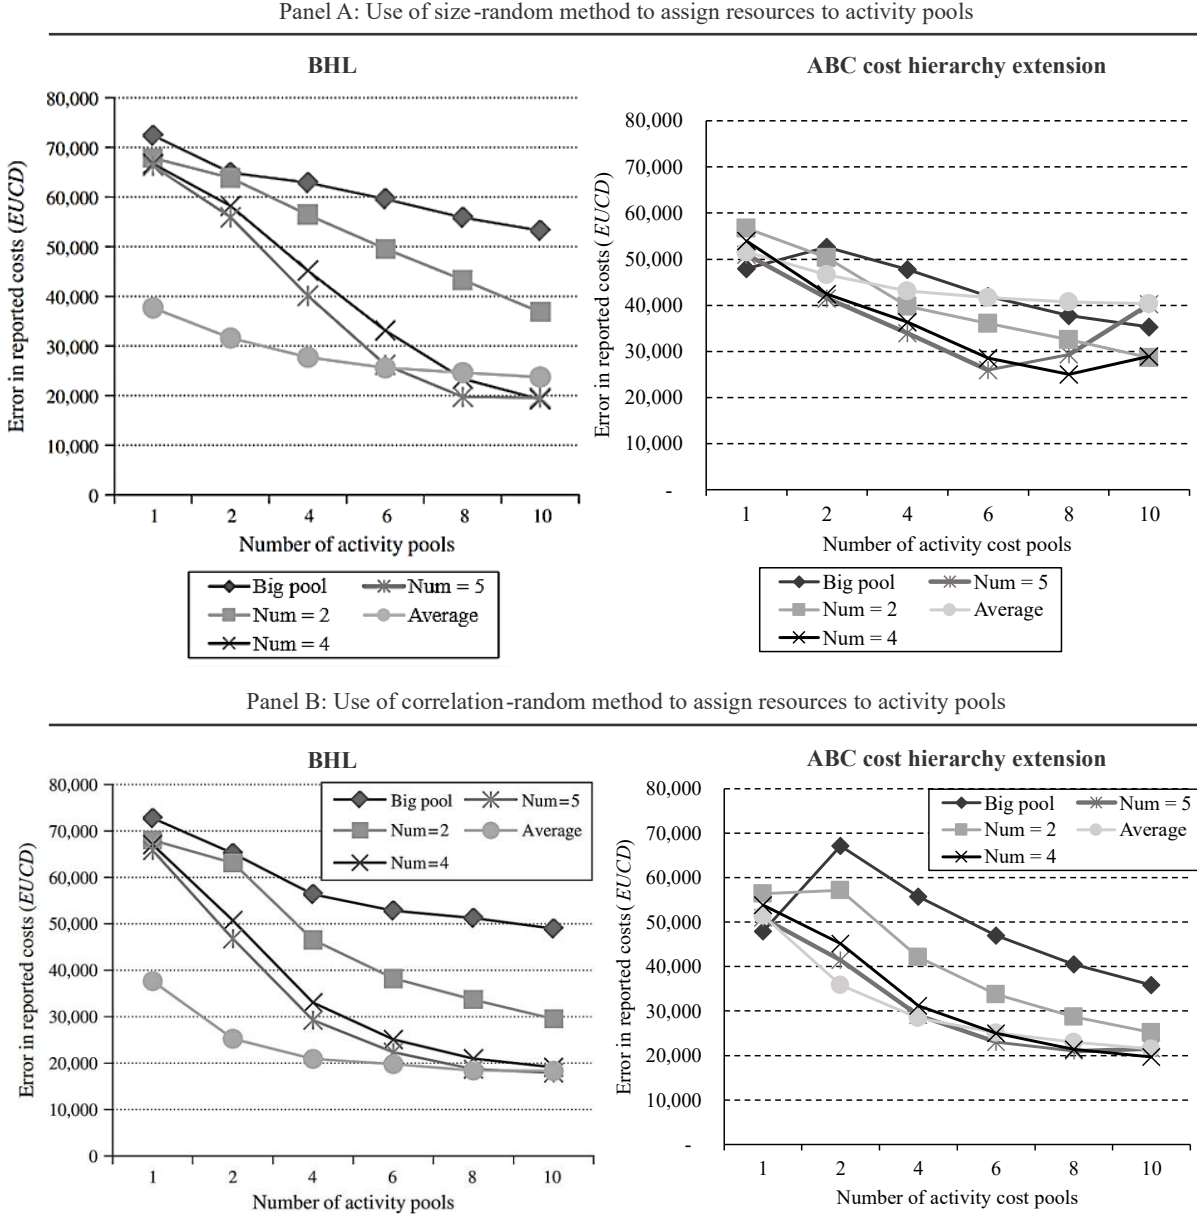 Panel A: Use of size-random method to assign resources to activity pools
BHL
Error in reported costs (EUCD)
80,000
70,000
60,000
50,000
40,000
30,000
20,000
10,000
0
1 2 4 6 8 10
Number of activity pools
Big pool Num = 5
Num = 2 Average
Num = 4
ABC cost hierarchy extension
Error in reported costs (EUCD)
80,000
70,000
60,000
50,000
40,000
30,000
20,000
10,000
-
1 2 4 6 8 10
Number of activity cost pools
Big pool Num = 5
Num = 2 Average
Num = 4
Panel B: Use of correlation-random method to assign resources to activity pools
BHL
Error in reported costs (EUCD)
80,000
70,000
60,000
50,000
40,000
30,000
20,000
10,000
0
Big pool Num=5
Num=2 Average
Num=4
1 2 4 6 8 10
Number of activity pools
ABC cost hierarchy extension
Error in reported costs (EUCD)
80,000
70,000
60,000
50,000
40,000
30,000
20,000
10,000
-
Big pool Num = 5
Num = 2 Average
Num = 4
1 2 4 6 8 10
Number of activity cost pools